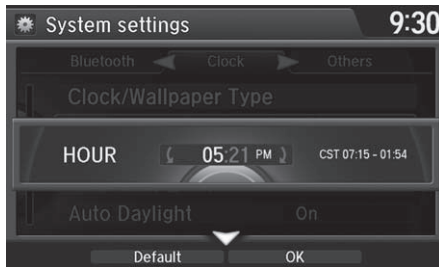 System settings 9:30
Bluetooth Clock Others
Clock/Wallpaper Type
HOUR 05:21 PM CST 07:15 - 01:54
Auto Daylight On
Default OK